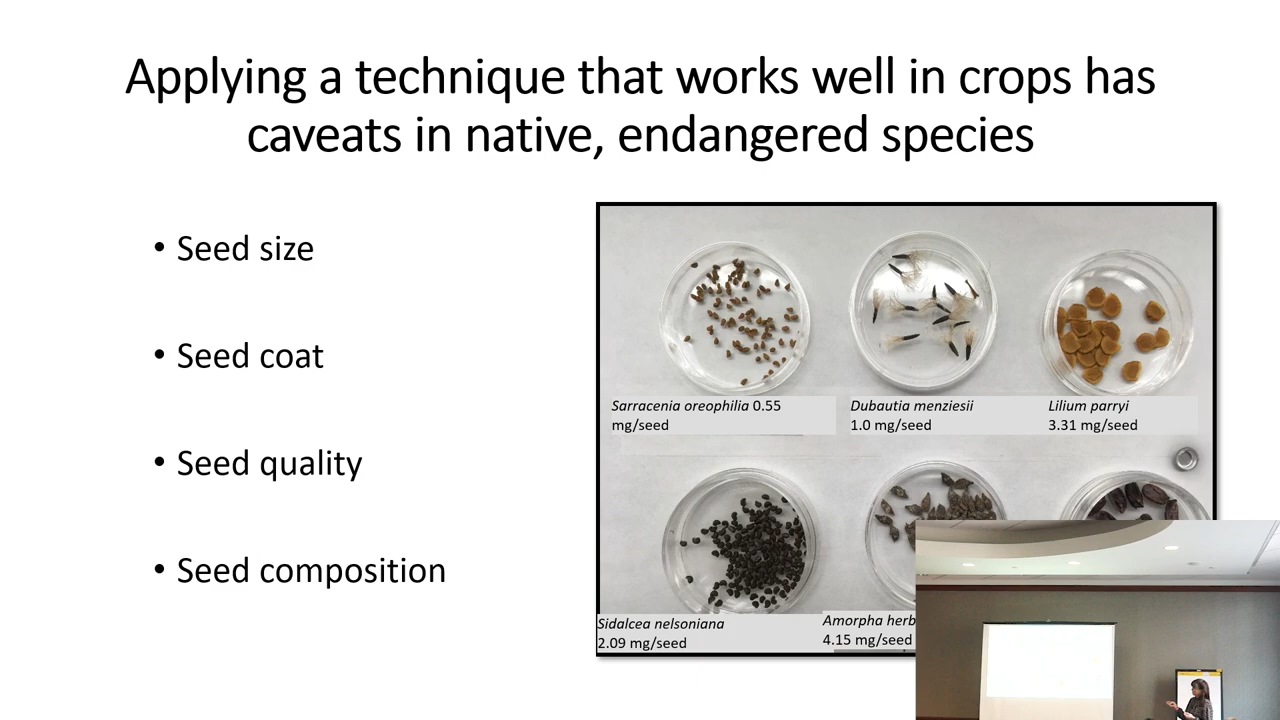 Applying a technique that works well in crops has
caveats in native, endangered species
• Seed size
• Seed coat
• Seed quality
• Seed composition
Sarracenia oreophilia 0.55
mg/seed
Dubautia menziesii
1.0 mg/seed
Lilium parryi
3.31 mg/seed
Sidalcea nelsoniana
2.09 mg/seed
Amorpha herb
4.15 mg/seed